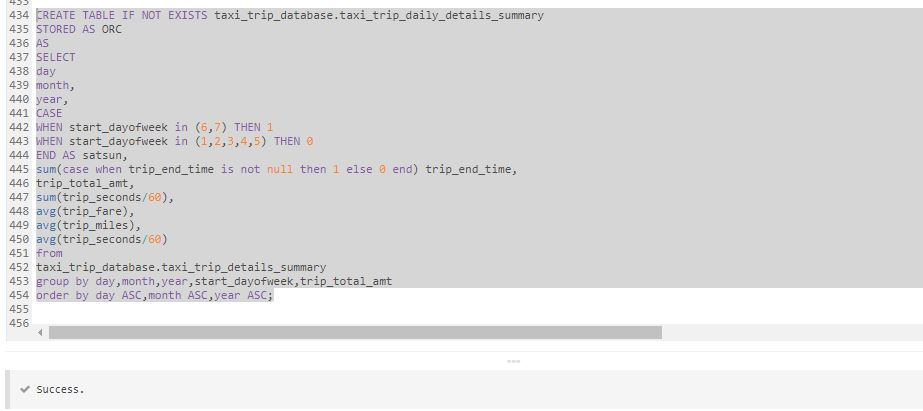 433
434 CREATE TABLE IF NOT EXISTS taxi_trip_database.taxi_trip_daily_details_summary
435 STORED AS ORC
436 AS
437 SELECT
438 day
439 month,
440 year,
441 CASE
442 WHEN start_dayofweek in (6,7) THEN 1
443 WHEN start_dayofweek in (1,2,3,4,5) THEN 0
444 END AS satsun,
445 sum(case when trip_end_time is not null then 1 else 0 end) trip_end_time,
446 trip_total_amt,
447 sum(trip_seconds/60),
448 avg(trip_fare),
449 avg(trip_miles),
450 avg(trip_seconds/60)
451 from
452 taxi_trip_database.taxi_trip_details_summary
453 group by day,month,year,start_dayofweek,trip_total_amt
454 order by day ASC,month ASC,year ASC;
455
456
Success.